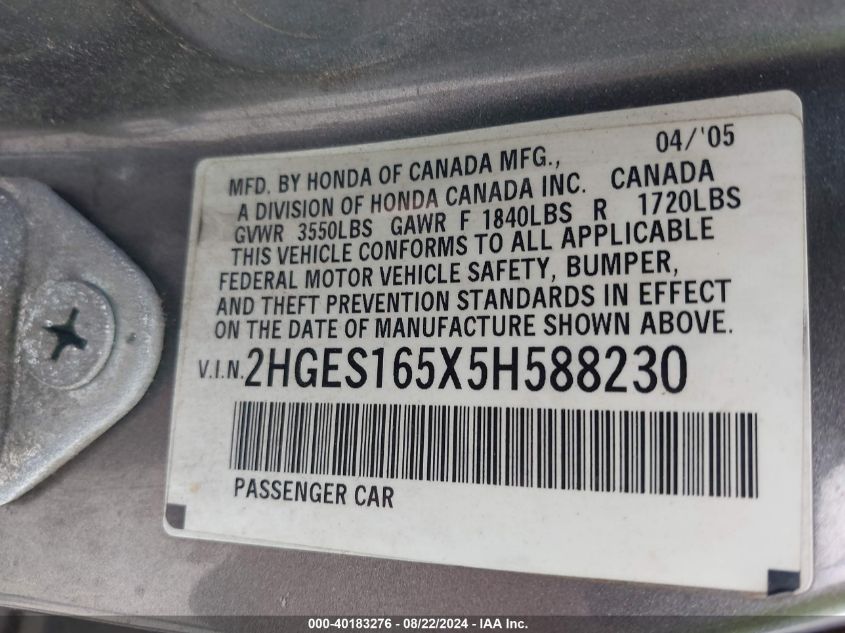 04/'05
MFD. BY HONDA OF CANADA MFG.,
A DIVISION OF HONDA CANADA INC. CANADA
GVWR 3550LBS GAWR F 1840LBS R 1720LBS
THIS VEHICLE CONFORMS TO ALL APPLICABLE
FEDERAL MOTOR VEHICLE SAFETY, BUMPER,
AND THEFT PREVENTION STANDARDS IN EFFECT
ON THE DATE OF MANUFACTURE SHOWN ABOVE.
V.I.N. 2HGES165X5H588230
PASSENGER CAR
000-40183276 - 08/22/2024 - IAA Inc.